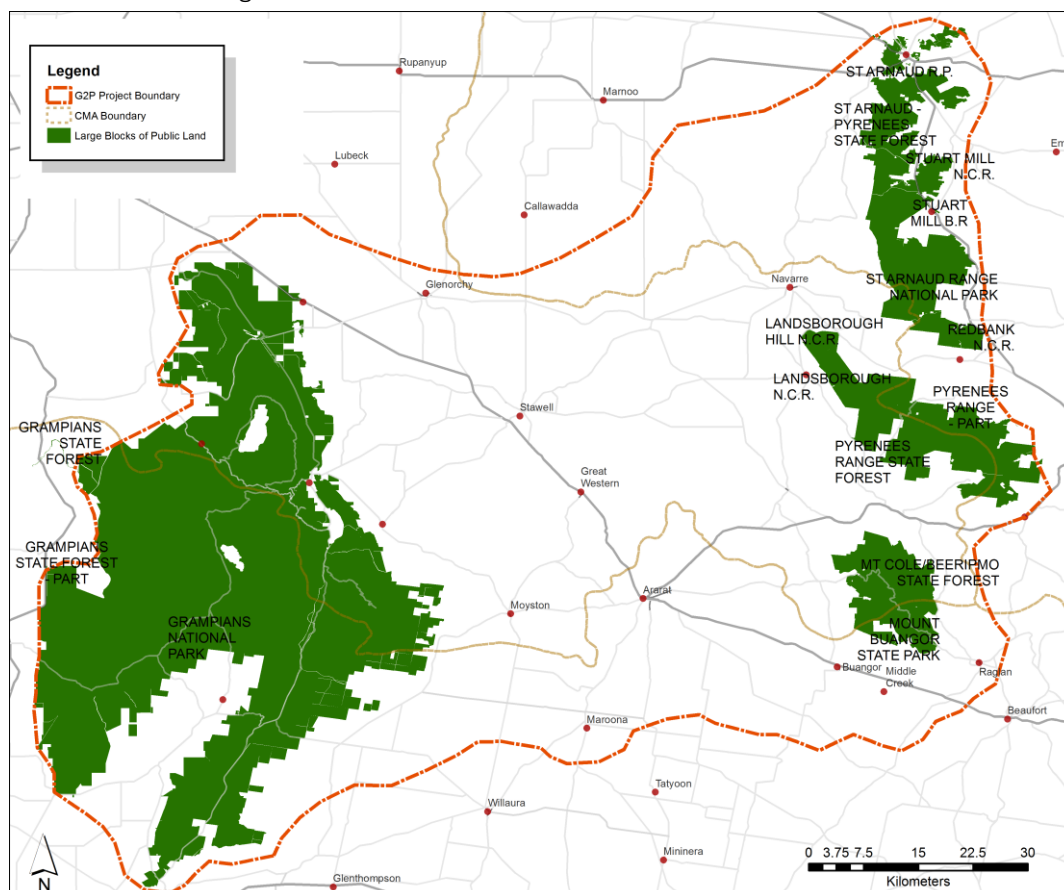 Legend
G2P Project Boundary
CMA Boundary
Large Blocks of Public Land
Rupanyup
Marnoo
ST ARNAUD R.P.
ST ARNAUD -
PYRENEES
STATE FOREST
Lubeck
Em
STUART MILL
N.C.R.
Callawadda
STUART
MILL B.R
ST ARNAUD RANGE
NATIONAL PARK
Navarre
Glenorchy
LANDSBOROUGH
HILL N.C.R.
REDBANK
N.C.R.
LANDSBOROUGH
N.C.R.
PYRENEES
RANGE
- PART
Stawell
GRAMPIANS
STATE
FOREST
PYRENEES
RANGE STATE
FOREST
Great
Western
GRAMPIANS
STATE FOREST
- PART
MT COLE/BEERIPMO
STATE FOREST
Ararat
Moyston
GRAMPIANS
NATIONAL
PARK
MOUNT
BUANGOR
STATE PARK
Buangor
Middle
Creek
Raglan
Beaufort
Maroona
Tatyoon
Willaura
Mininera
Glenthompson
N
0 3.75 7.5 15 22.5 30
Kilometers